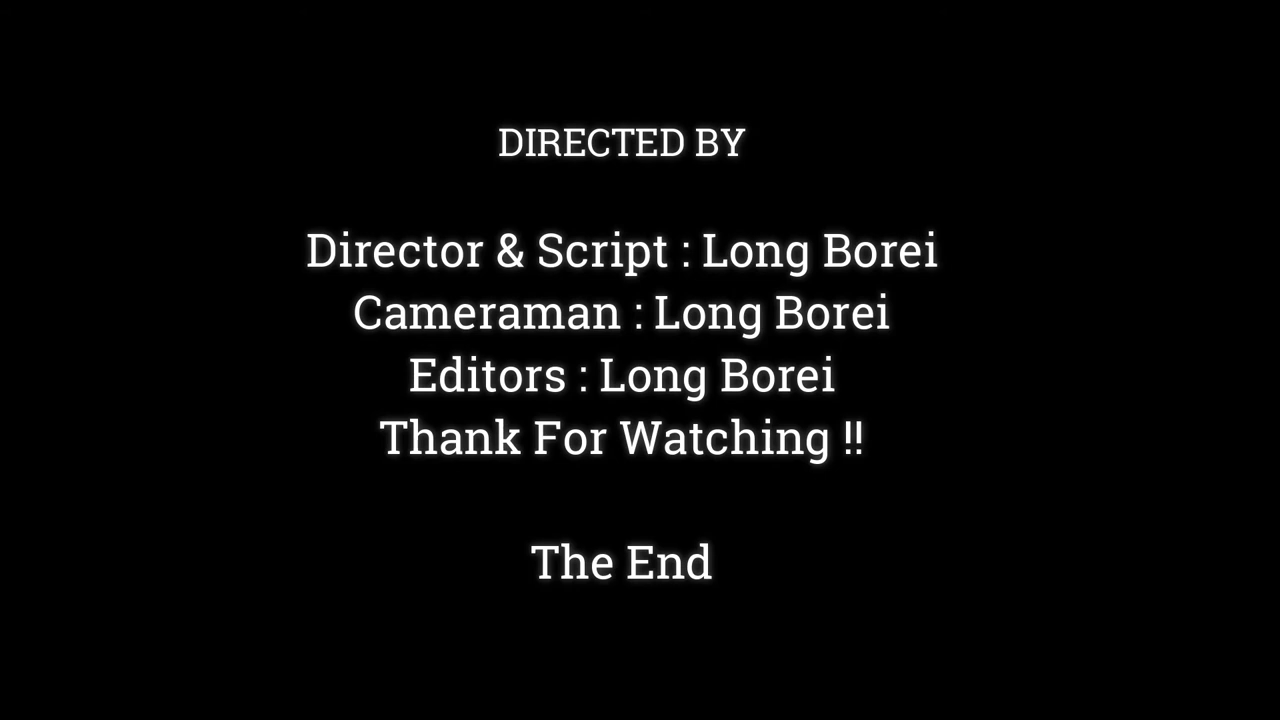 DIRECTED BY
Director & Script : Long Borei
Cameraman : Long Borei
Editors : Long Borei
Thank For Watching !!
The End